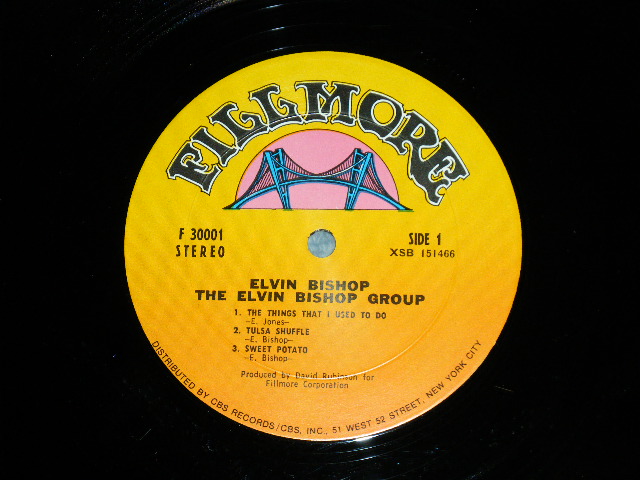 FILLMORE
F 30001
STEREO
SIDE 1
XSB 151466
ELVIN BISHOP
THE ELVIN BISHOP GROUP
1. THE THINGS THAT I USED TO DO
—E. Jones—
2. TULSA SHUFFLE
—E. Bishop—
3. SWEET POTATO
—E. Bishop—
Produced by David Rubinson for
Fillmore Corporation
DISTRIBUTED BY CBS RECORDS/CBS, INC., 51 WEST 52 STREET, NEW YORK CITY